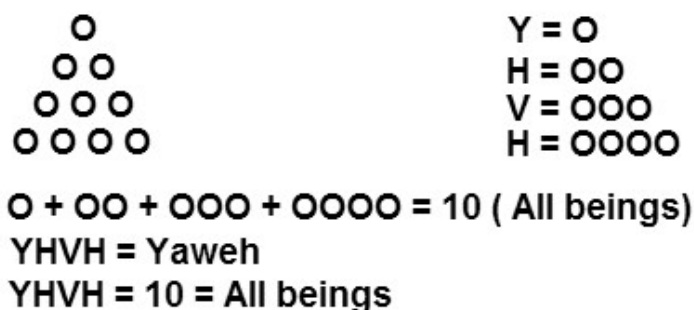 O
O O
O O O
O O O O
Y = O
H = OO
V = OOO
H = OOOO
O + OO + OOO + OOOO = 10 ( All beings)
YHVH = Yaweh
YHVH = 10 = All beings